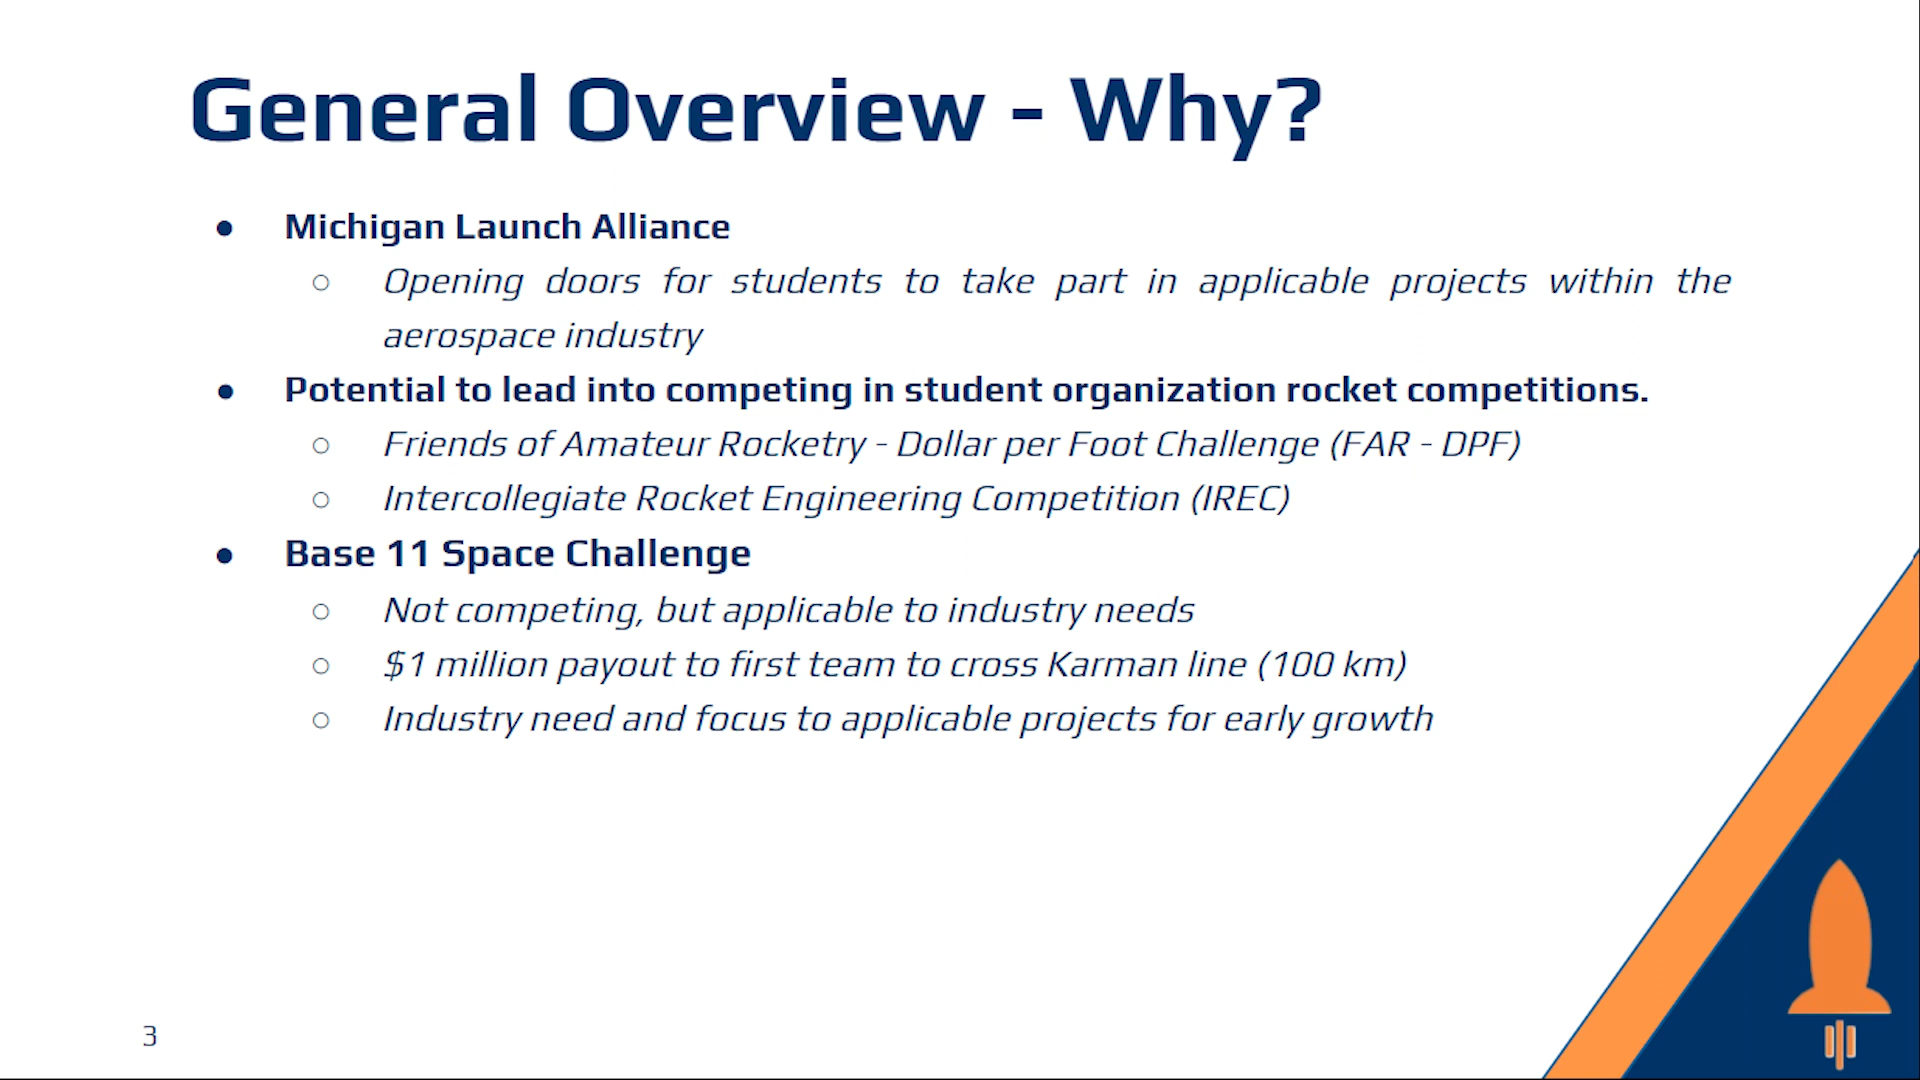 General Overview - Why?
● Michigan Launch Alliance
○ Opening doors for students to take part in applicable projects within the
aerospace industry
● Potential to lead into competing in student organization rocket competitions.
○ Friends of Amateur Rocketry - Dollar per Foot Challenge (FAR - DPF)
○ Intercollegiate Rocket Engineering Competition (IREC)
● Base 11 Space Challenge
○ Not competing, but applicable to industry needs
○ $1 million payout to first team to cross Karman line (100 km)
○ Industry need and focus to applicable projects for early growth
3